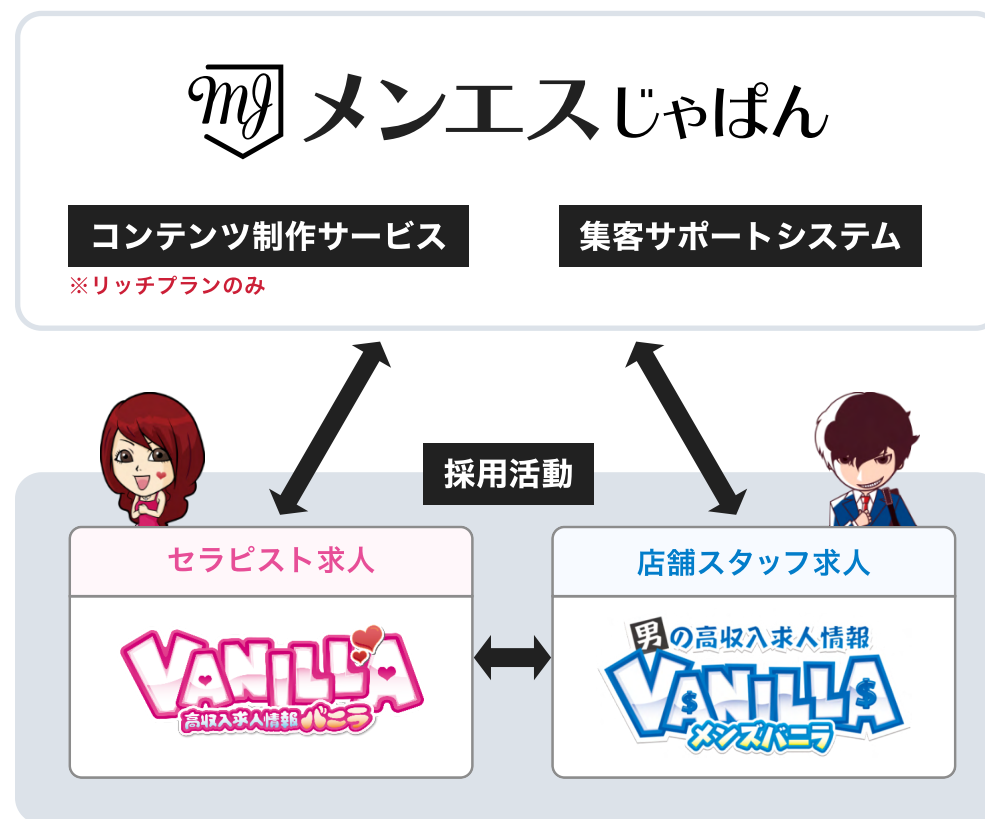 MJ メンエスじゃぱん
コンテンツ制作サービス
集客サポートシステム
※リッチプランのみ
採用活動
セラピスト求人
店舗スタッフ求人
VANILLA
高収入求人情報 バニラ
男の高収入求人情報
VANILLA
メンズバニラ